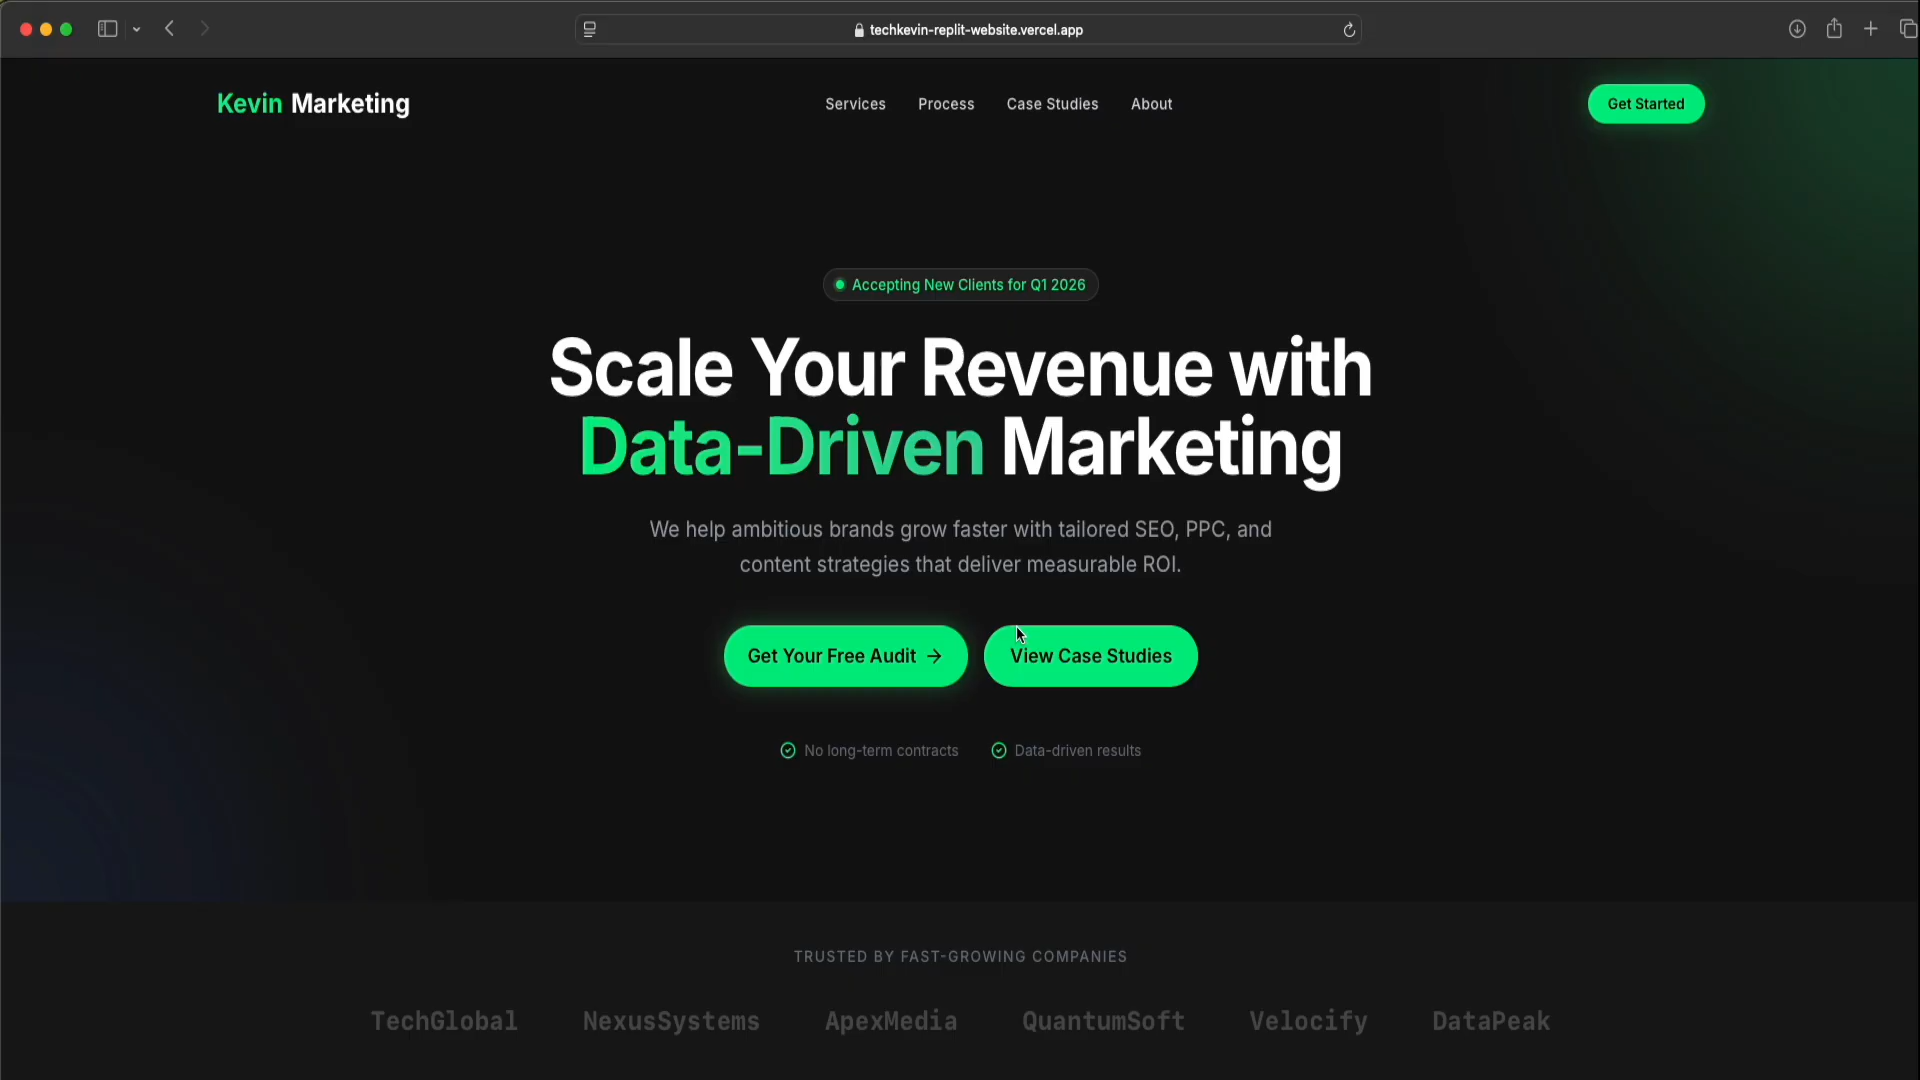 techkevin-replit-website.vercel.app
Kevin Marketing
Services
Process
Case Studies
About
Get Started
Accepting New Clients for Q1 2026
Scale Your Revenue with
Data-Driven Marketing
We help ambitious brands grow faster with tailored SEO, PPC, and
content strategies that deliver measurable ROI.
Get Your Free Audit →
View Case Studies
No long-term contracts
Data-driven results
TRUSTED BY FAST-GROWING COMPANIES
TechGlobal
NexusSystems
ApexMedia
QuantumSoft
Velocify
DataPeak